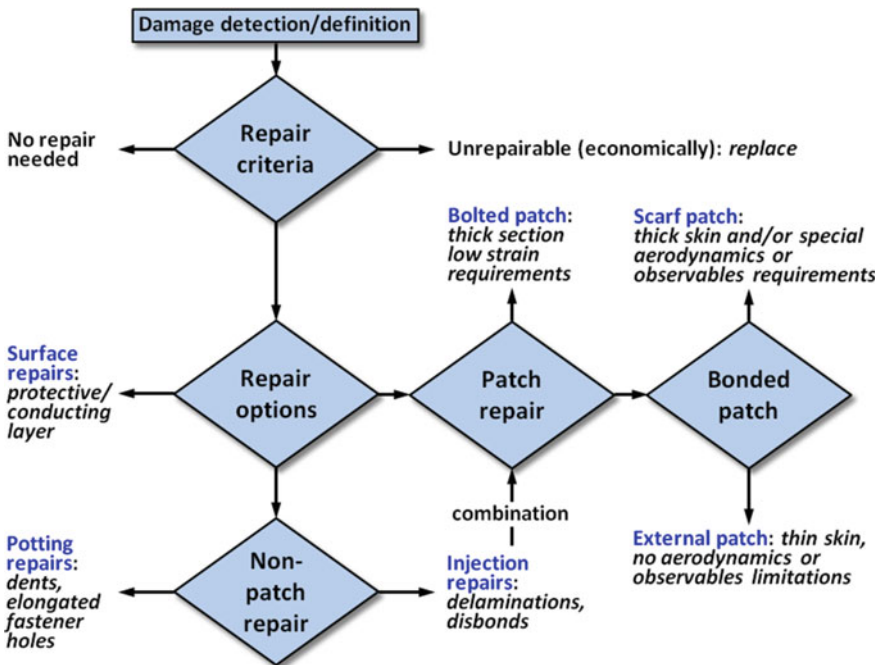 Damage detection/definition
No repair
needed
Repair
criteria
Unrepairable (economically): replace
Bolted patch:
thick section
low strain
requirements
Scarf patch:
thick skin and/or special
aerodynamics or
observables requirements
Surface
repairs:
protective/
conducting
layer
Repair
options
Patch
repair
Bonded
patch
combination
Potting
repairs:
dents,
elongated
fastener
holes
Non-
patch
repair
Injection
repairs:
delaminations,
disbonds
External patch: thin skin,
no aerodynamics or
observables limitations